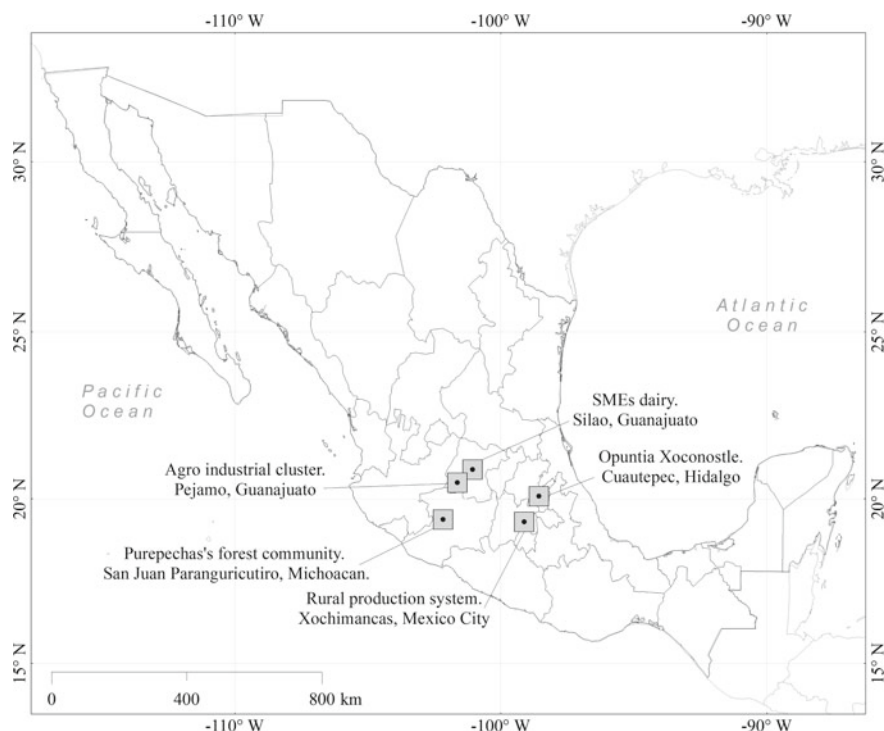 -110° W
-100° W
-90° W
30° N
30° N
Atlantic
Ocean
25° N
25° N
Pacific
Ocean
SMEs dairy.
Silao, Guanajuato
Opuntia Xoconostle.
Cuautepec, Hidalgo
Agro industrial cluster.
Pejamo, Guanajuato
20° N
20° N
Purepechas's forest community.
San Juan Paranguricutiro, Michoacan.
Rural production system.
Xochimancas, Mexico City
15° N
15° N
0 400 800 km
-110° W
-100° W
-90° W